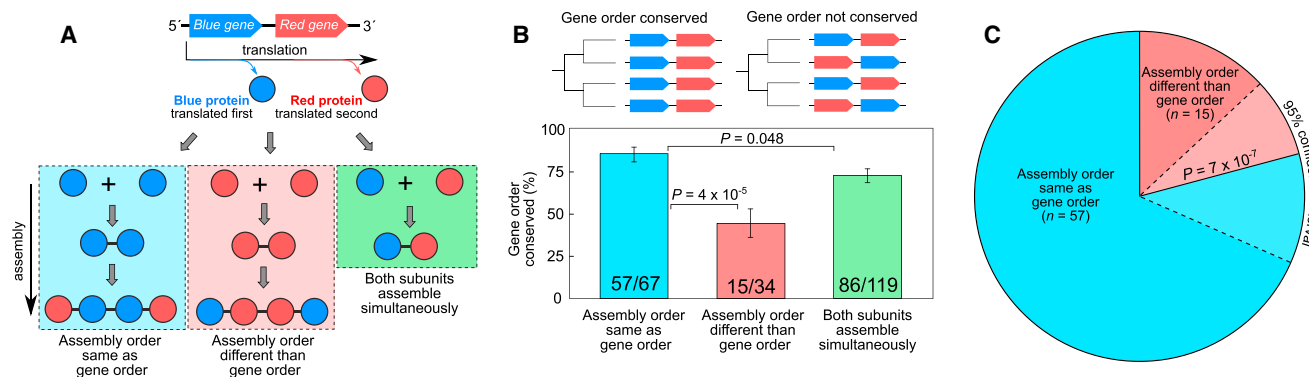 A
5´
Blue gene
Red gene
3´
translation
Blue protein
translated first
Red protein
translated second
assembly
+
+
+
Both subunits
assemble
simultaneously
Assembly order
same as
gene order
Assembly order
different than
gene order
B
Gene order conserved
Gene order not conserved
Gene order
conserved (%)
100
75
50
25
0
P = 0.048
P = 4 x 10-5
57/67
15/34
86/119
Assembly order
same as
gene order
Assembly order
different than
gene order
Both subunits
assemble
simultaneously
C
Assembly order
different than
gene order
(n = 15)
95%
P = 7 x 10-7
Assembly order
same as
gene order
(n = 57)